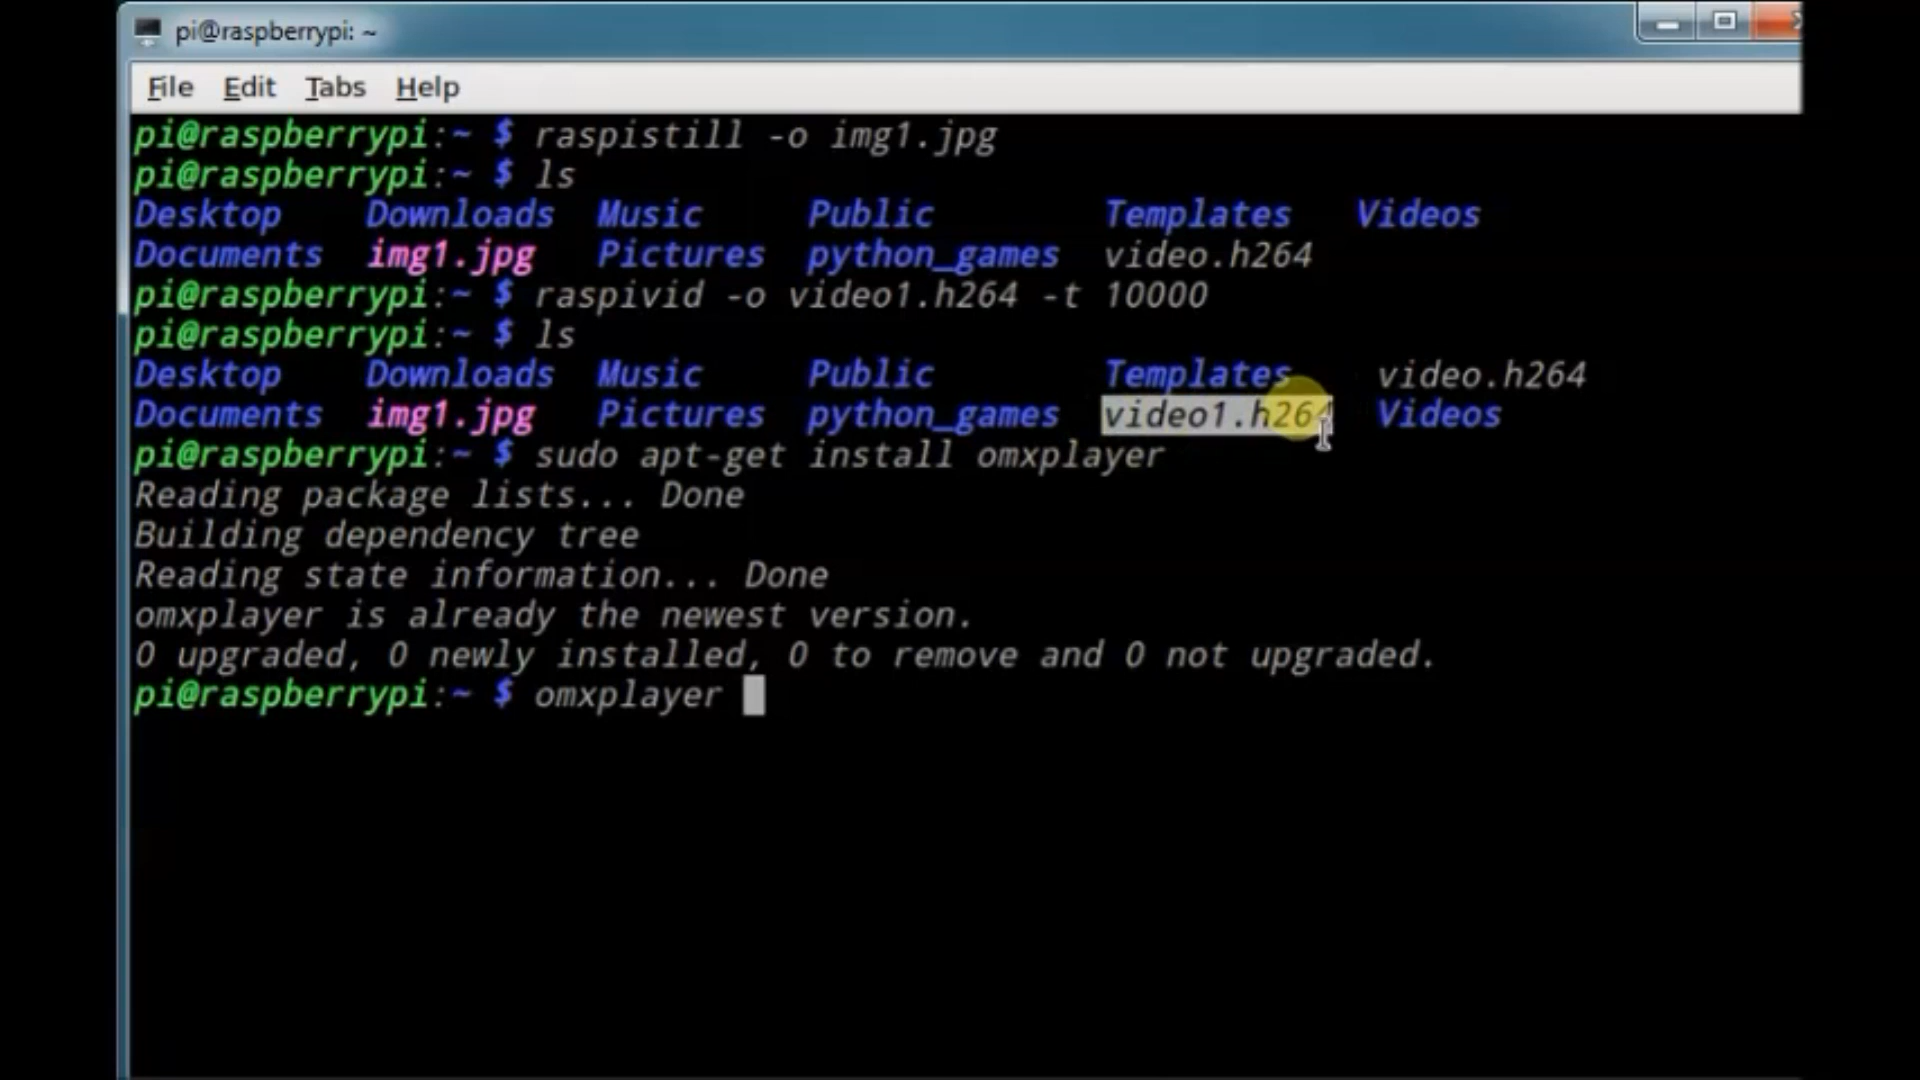 pi@raspberrypi: ~
File Edit Tabs Help
pi@raspberrypi:~ $ raspistill -o img1.jpg
pi@raspberrypi:~ $ ls
Desktop Downloads Music Public Templates Videos
Documents img1.jpg Pictures python_games video.h264
pi@raspberrypi:~ $ raspivid -o video1.h264 -t 10000
pi@raspberrypi:~ $ ls
Desktop Downloads Music Public Templates video.h264
Documents img1.jpg Pictures python_games video1.h264 Videos
pi@raspberrypi:~ $ sudo apt-get install omxplayer
Reading package lists... Done
Building dependency tree
Reading state information... Done
omxplayer is already the newest version.
0 upgraded, 0 newly installed, 0 to remove and 0 not upgraded.
pi@raspberrypi:~ $ omxplayer